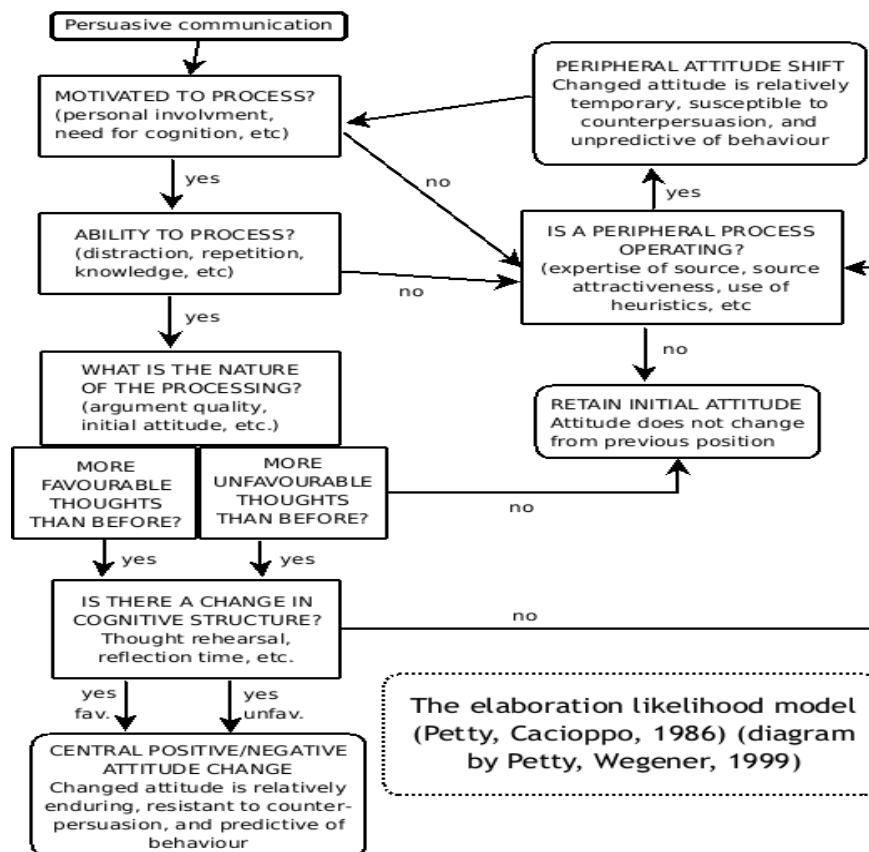 Persuasive communication
MOTIVATED TO PROCESS?
(personal involvment,
need for cognition, etc)
yes
no
ABILITY TO PROCESS?
(distraction, repetition,
knowledge, etc)
no
yes
WHAT IS THE NATURE
OF THE PROCESSING?
(argument quality,
initial attitude, etc.)
MORE
FAVOURABLE
THOUGHTS
THAN BEFORE?
MORE
UNFAVOURABLE
THOUGHTS
THAN BEFORE?
no
yes
yes
IS THERE A CHANGE IN
COGNITIVE STRUCTURE?
Thought rehearsal,
reflection time, etc.
no
yes
fav.
yes
unfav.
CENTRAL POSITIVE/NEGATIVE
ATTITUDE CHANGE
Changed attitude is relatively
enduring, resistant to counter-
persuasion, and predictive of
behaviour
PERIPHERAL ATTITUDE SHIFT
Changed attitude is relatively
temporary, susceptible to
counterpersuasion, and
unpredictive of behaviour
yes
IS A PERIPHERAL PROCESS
OPERATING?
(expertise of source, source
attractiveness, use of
heuristics, etc
no
RETAIN INITIAL ATTITUDE
Attitude does not change
from previous position
The elaboration likelihood model
(Petty, Cacioppo, 1986) (diagram
by Petty, Wegener, 1999)